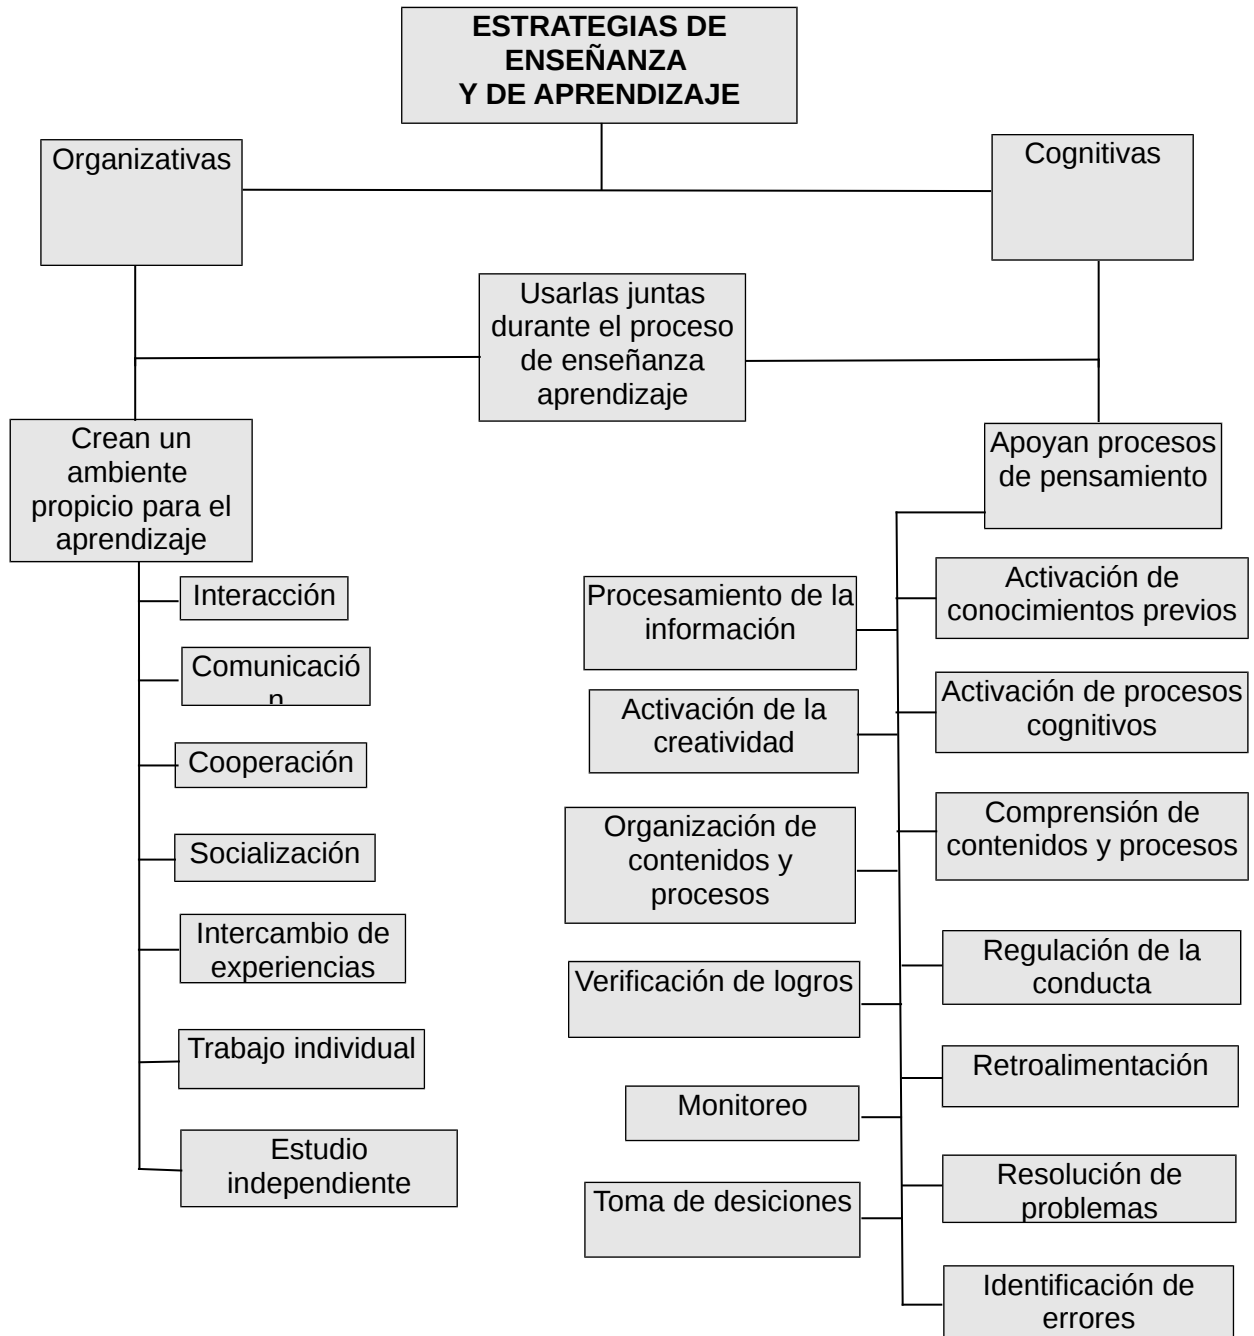 ESTRATEGIAS DE
ENSEÑANZA
Y DE APRENDIZAJE
Organizativas
Cognitivas
Usarlas juntas
durante el proceso
de enseñanza
aprendizaje
Crean un
ambiente
propicio para el
aprendizaje
Apoyan procesos
de pensamiento
Interacción
Comunicació
n
Cooperación
Socialización
Intercambio de
experiencias
Trabajo individual
Estudio
independiente
Procesamiento de la
información
Activación de la
creatividad
Organización de
contenidos y
procesos
Verificación de logros
Monitoreo
Toma de desiciones
Activación de
conocimientos previos
Activación de procesos
cognitivos
Comprensión de
contenidos y procesos
Regulación de la
conducta
Retroalimentación
Resolución de
problemas
Identificación de
errores